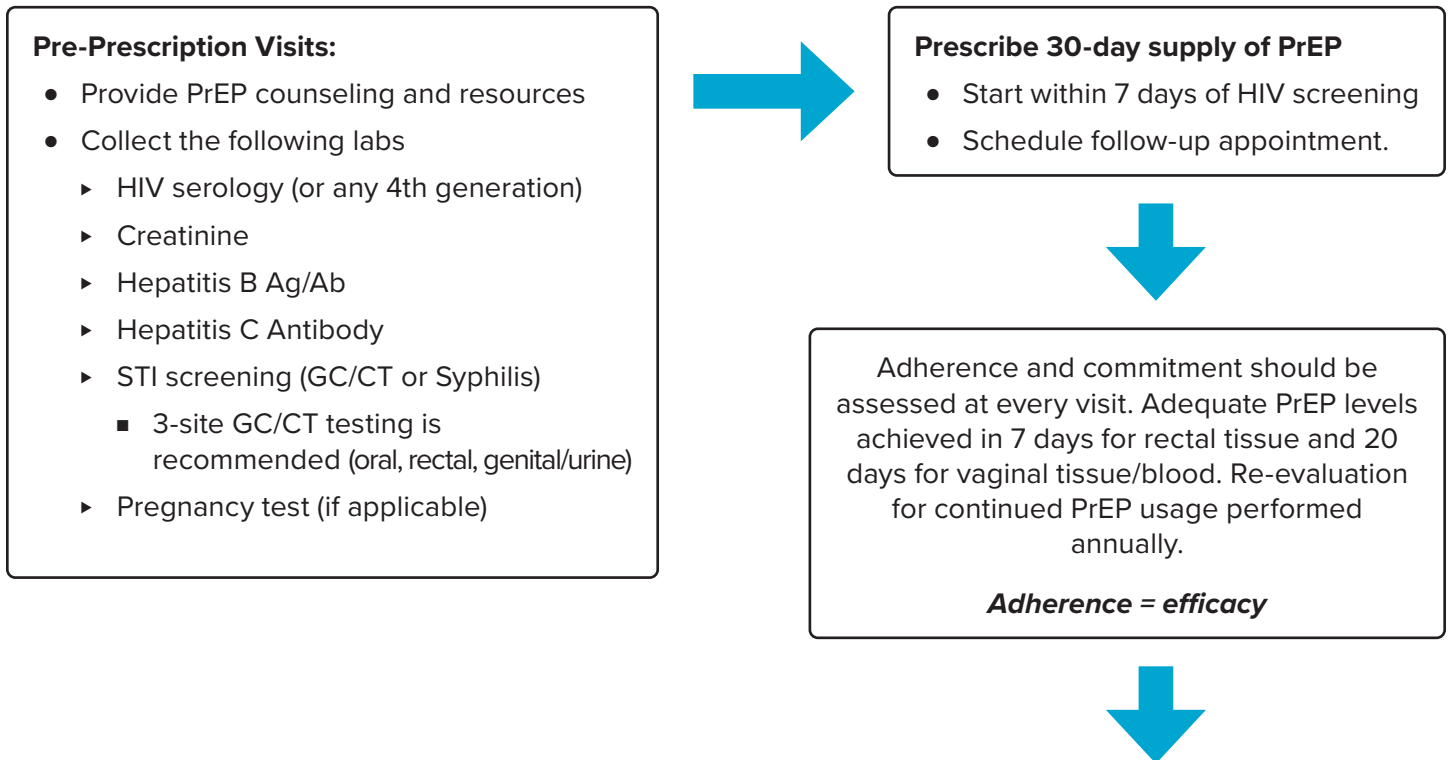 Pre-Prescription Visits:
● Provide PrEP counseling and resources
● Collect the following labs
▸ HIV serology (or any 4th generation)
▸ Creatinine
▸ Hepatitis B Ag/Ab
▸ Hepatitis C Antibody
▸ STI screening (GC/CT or Syphilis)
■ 3-site GC/CT testing is
recommended (oral, rectal, genital/urine)
▸ Pregnancy test (if applicable)
Prescribe 30-day supply of PrEP
● Start within 7 days of HIV screening
● Schedule follow-up appointment.
Adherence and commitment should be
assessed at every visit. Adequate PrEP levels
achieved in 7 days for rectal tissue and 20
days for vaginal tissue/blood. Re-evaluation
for continued PrEP usage performed
annually.
Adherence = efficacy